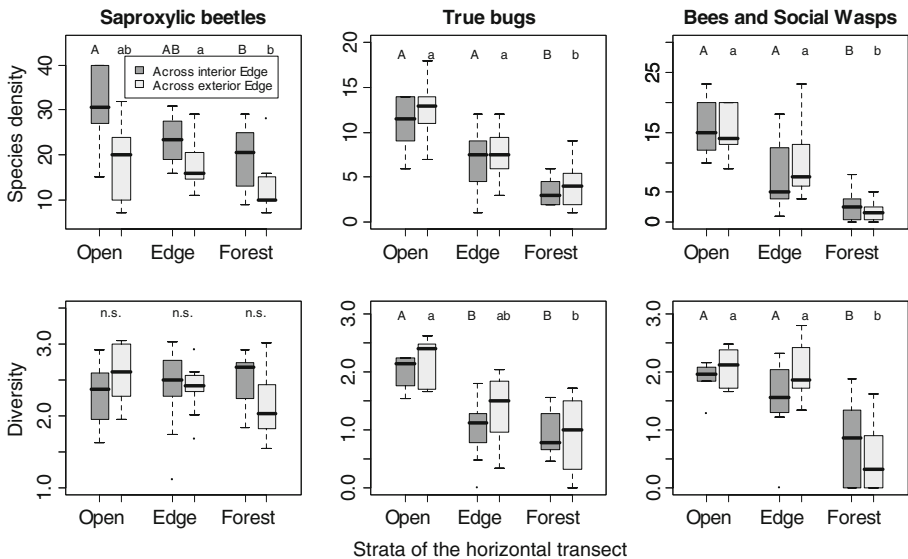 Saproxylic beetles
True bugs
Bees and Social Wasps
Species density
10 20 30 40
A ab AB a B b
Across interior Edge
Across exterior Edge
Open Edge Forest
0 5 10 15 20
A a A a B b
Open Edge Forest
0 5 15 25
A a A a B b
Open Edge Forest
Diversity
1.0 2.0 3.0
n.s. n.s. n.s.
Open Edge Forest
0.0 1.0 2.0 3.0
A a B ab B b
Open Edge Forest
0.0 1.0 2.0 3.0
A a A a B b
Open Edge Forest
Strata of the horizontal transect